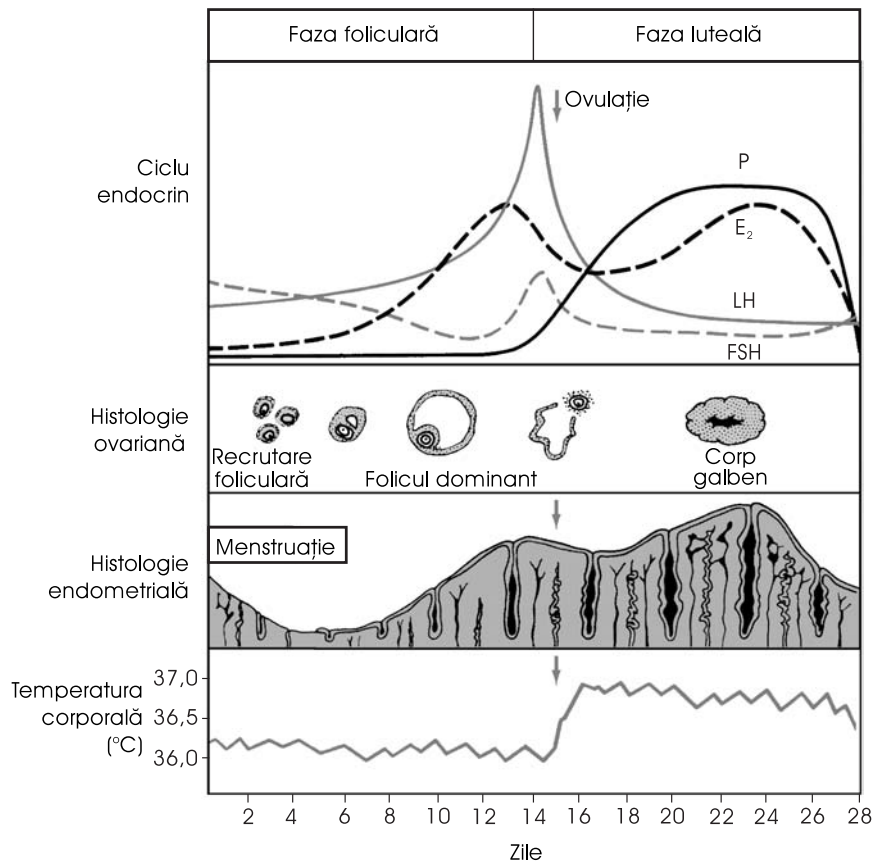 Faza foliculară
Faza luteală
Ovulație
Ciclu
endocrin
P
E₂
LH
FSH
Histologie
ovariană
Recrutare
foliculară
Folicul dominant
Corp
galben
Menstruație
Histologie
endometrială
Temperatura
corporală
(°C)
37,0
36,5
36,0
2 4 6 8 10 12 14 16 18 20 22 24 26 28
Zile